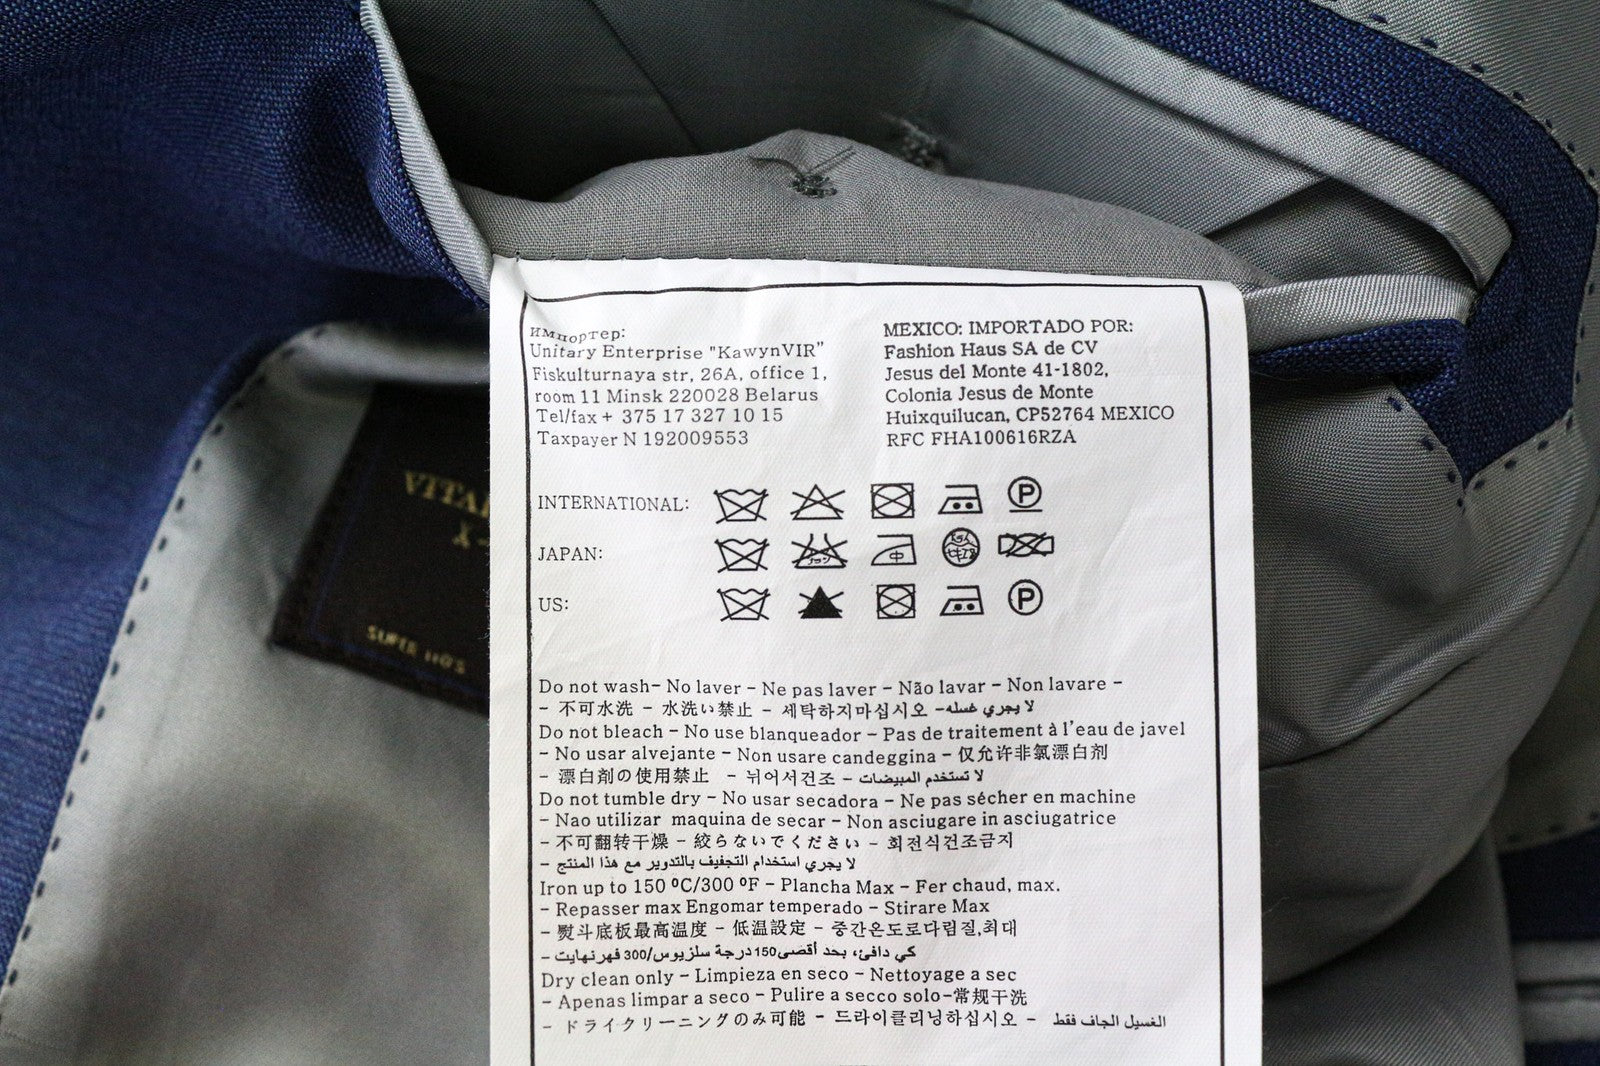 Импортер:
Unitary Enterprise "KawynVIR"
Fiskulturnaya str, 26A, office 1,
room 11 Minsk 220028 Belarus
Tel/fax + 375 17 327 10 15
Taxpayer N 192009553
MEXICO: IMPORTADO POR:
Fashion Haus SA de CV
Jesus del Monte 41-1802,
Colonia Jesus de Monte
Huixquilucan, CP52764 MEXICO
RFC FHA100616RZA
INTERNATIONAL:
P
JAPAN:
中
US:
P
Do not wash- No laver - Ne pas laver - Não lavar - Non lavare -
- 不可水洗 - 水洗い禁止 - 세탁하지마십시오 -لا يجري غسله
Do not bleach - No use blanqueador - Pas de traitement à l'eau de javel
- No usar alvejante - Non usare candeggina - 仅允许非氯漂白剂
- 漂白剤の使用禁止 - 뉘어서건조 - لا تستخدم المبيضات
Do not tumble dry - No usar secadora - Ne pas sécher en machine
- Nao utilizar maquina de secar - Non asciugare in asciugatrice
- 不可翻转干燥 - 絞らないでください - 회전식건조금지
- لا يجري استخدام التجفيف بالتدوير مع هذا المنتج
Iron up to 150 ºC/300 ºF - Plancha Max - Fer chaud, max.
- Repasser max Engomar temperado - Stirare Max
- 熨斗底板最高温度 - 低温設定 - 중간온도로다림질,최대
- كي دافئ، بحد أقصى150درجة سلزيوس/300 فهرنهايت
Dry clean only - Limpieza en seco - Nettoyage a sec
- Apenas limpar a seco - Pulire a secco solo-常规干洗
- ドライクリーニングのみ可能 - 드라이클리닝하십시오 - الغسيل الجاف فقط
SUPER 110'S